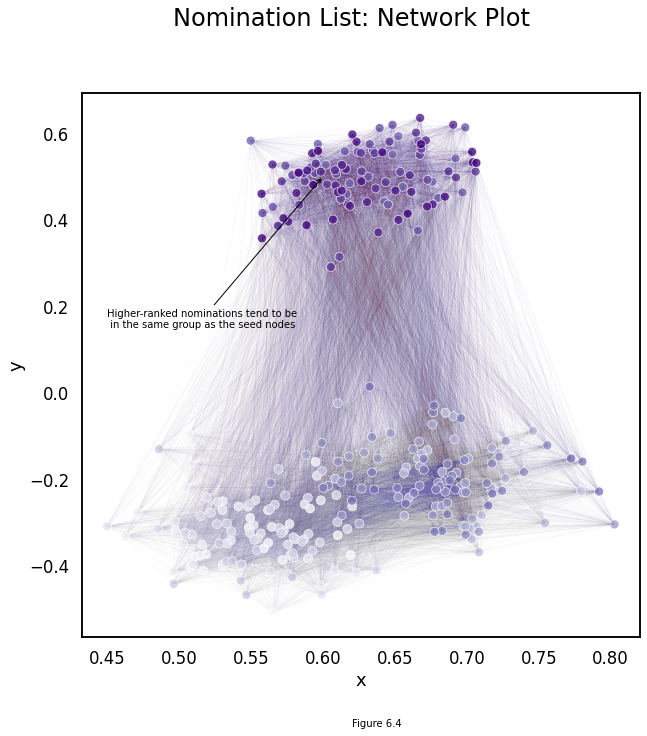 Nomination List: Network Plot
0.6
0.4
0.2
0.0
−0.2
−0.4
y
Higher-ranked nominations tend to be
in the same group as the seed nodes
0.45 0.50 0.55 0.60 0.65 0.70 0.75 0.80
x
Figure 6.4